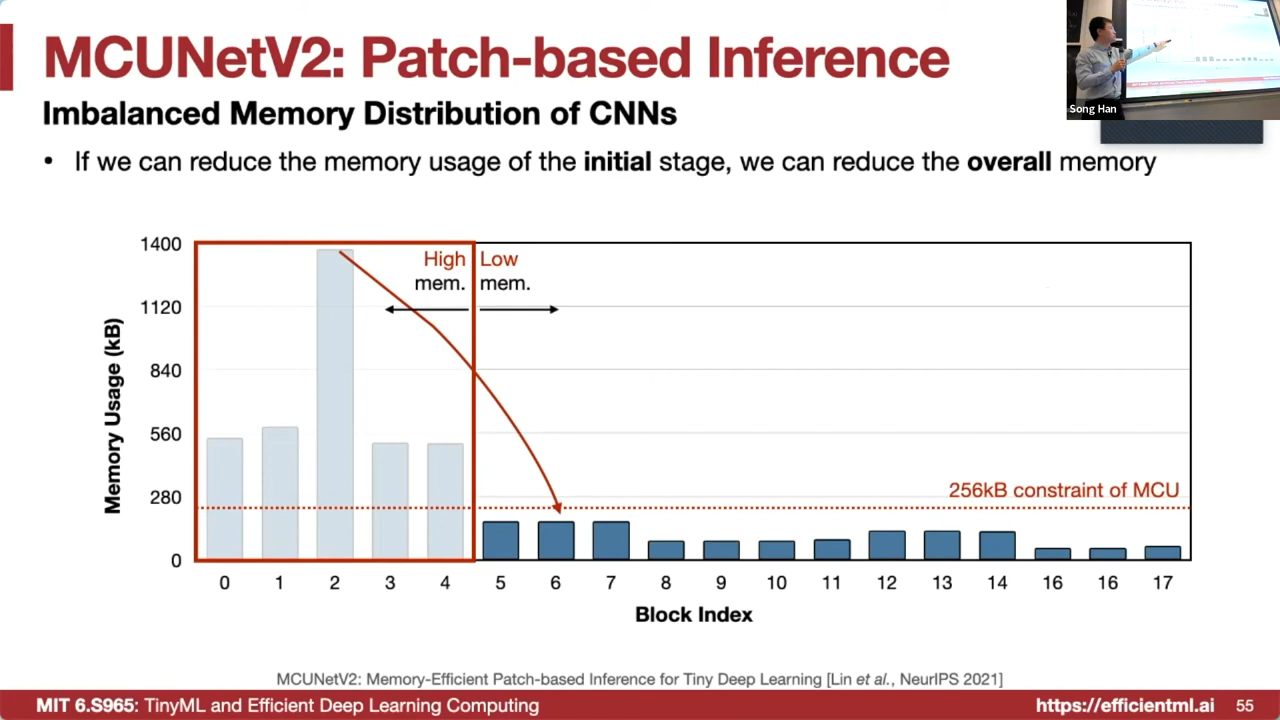 MCUNetV2: Patch-based Inference
Imbalanced Memory Distribution of CNNs
• If we can reduce the memory usage of the initial stage, we can reduce the overall memory
Song Han
Memory Usage (kB)
1400
1120
840
560
280
0
High Low
mem. mem.
256kB constraint of MCU
0 1 2 3 4 5 6 7 8 9 10 11 12 13 14 16 16 17
Block Index
MCUNetV2: Memory-Efficient Patch-based Inference for Tiny Deep Learning [Lin et al., NeurIPS 2021]
MIT 6.S965: TinyML and Efficient Deep Learning Computing
https://efficientml.ai 55